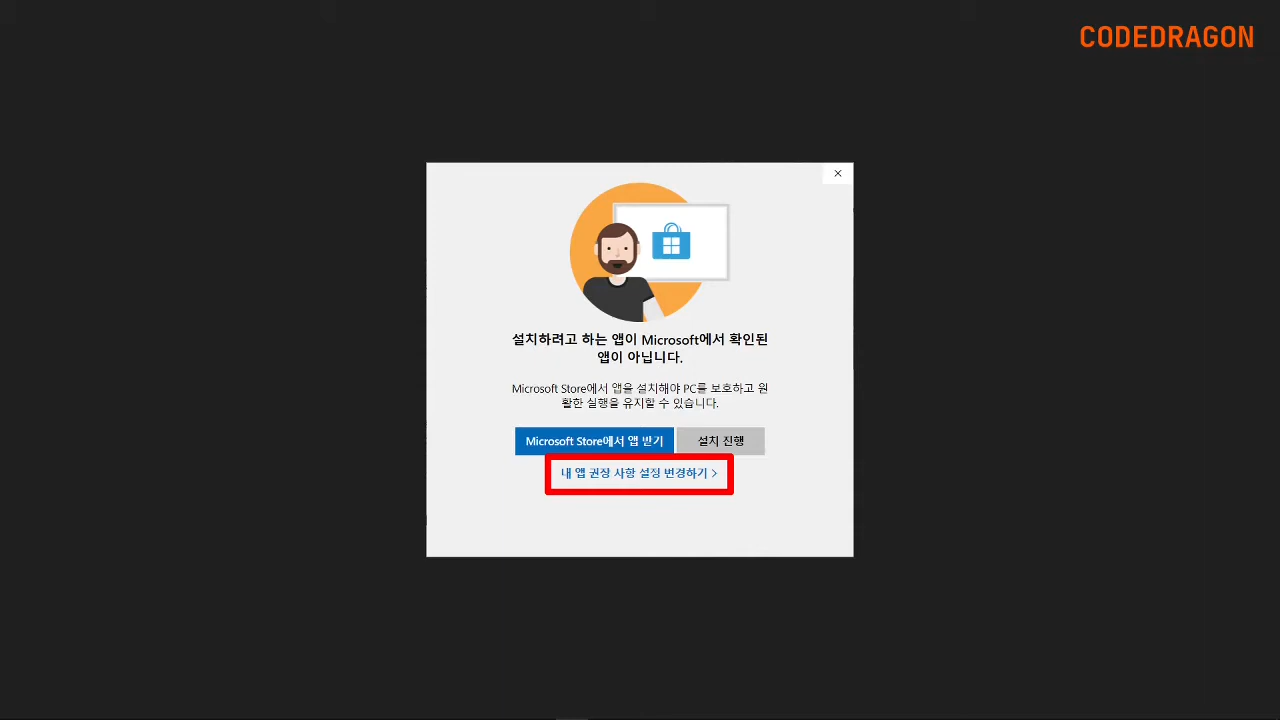 CODEDRAGON
설치하려고 하는 앱이 Microsoft에서 확인된
앱이 아닙니다.
Microsoft Store에서 앱을 설치해야 PC를 보호하고 원
활한 실행을 유지할 수 있습니다.
Microsoft Store에서 앱 받기
설치 진행
내 앱 권장 사항 설정 변경하기 >